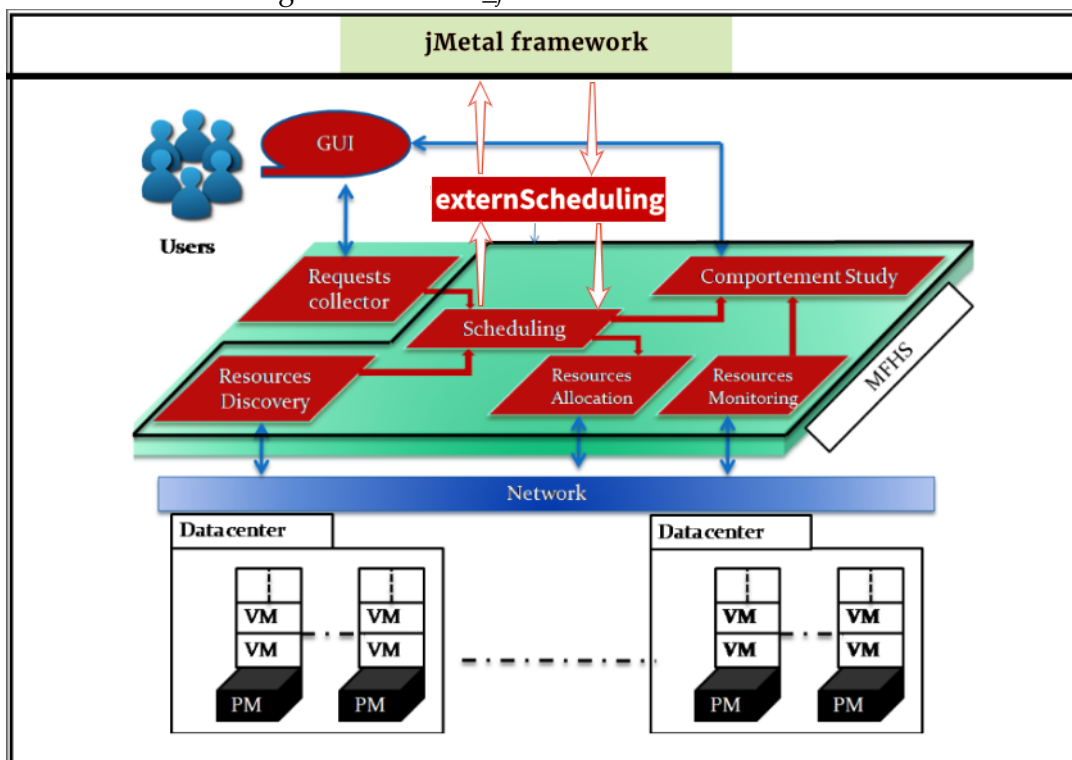 jMetal framework
GUI
externScheduling
Users
Requests
collector
Comportement Study
Scheduling
Resources
Discovery
Resources
Allocation
Resources
Monitoring
MFHS
Network
Datacenter
Datacenter
VM
VM
VM
VM
VM
VM
VM
VM
PM
PM
PM
PM